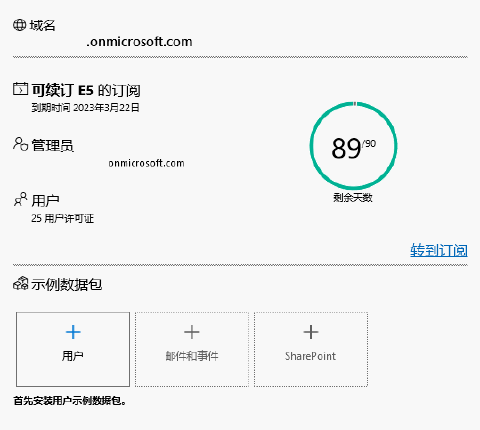 域名
.onmicrosoft.com
可续订 E5 的订阅
到期时间 2023年3月22日
管理员
onmicrosoft.com
89/90
剩余天数
用户
25 用户许可证
转到订阅
示例数据包
用户
邮件和事件
SharePoint
首先安装用户示例数据包。